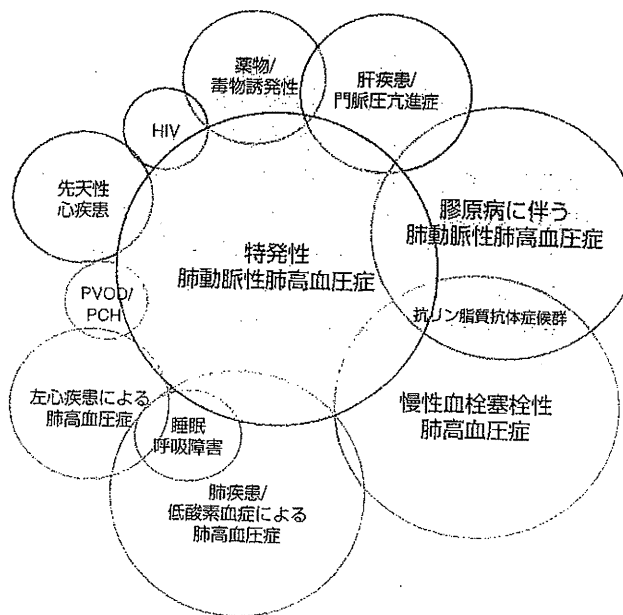 薬物/
毒物誘発性
肝疾患/
門脈圧亢進症
HIV
先天性
心疾患
膠原病に伴う
肺動脈性肺高血圧症
特発性
肺動脈性肺高血圧症
PVOD/
PCH
抗リン脂質抗体症候群
左心疾患による
肺高血圧症
慢性血栓塞栓性
肺高血圧症
睡眠
呼吸障害
肺疾患/
低酸素血症による
肺高血圧症